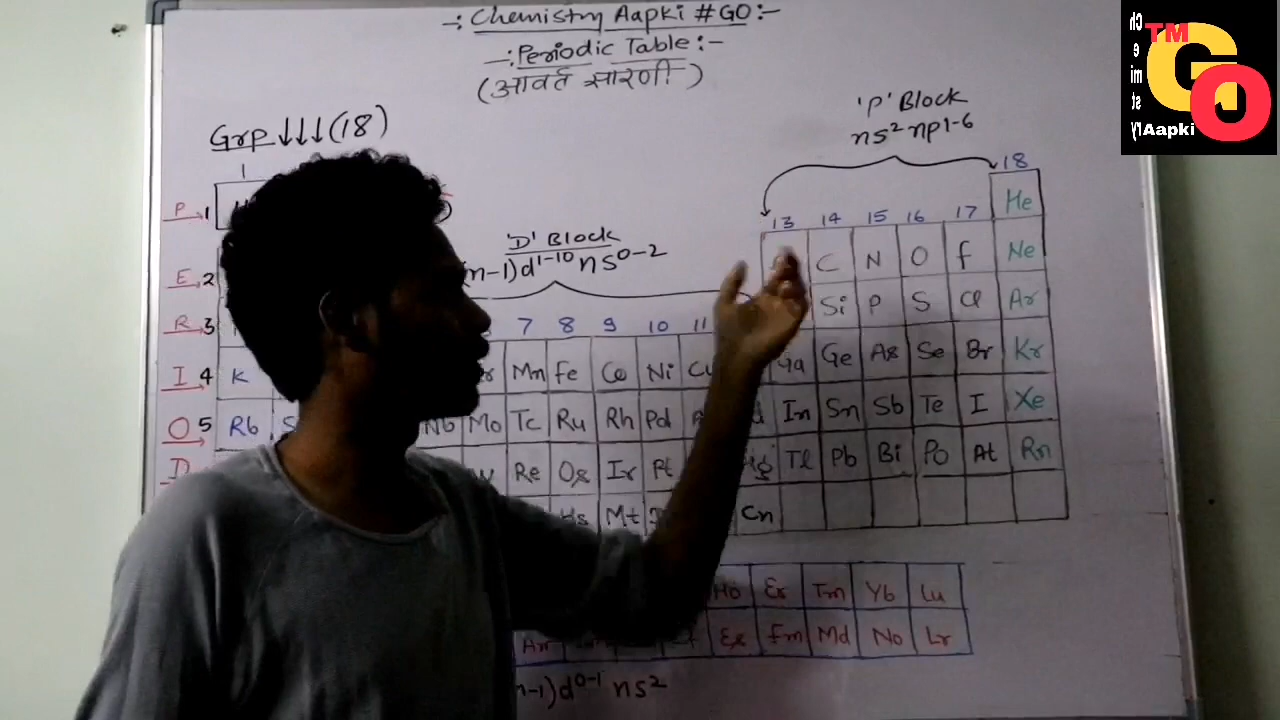 -: Chemistry Aapki #GO:-
-: Periodic Table:-
(आवर्त सारणी)
TM
GO
Chemistry
Aapki
'P' Block
ns² np1-6
Grp ↓↓↓ (18)
1 18
P 1 He
13 14 15 16 17
'D' Block
(n-1)d1-10 ns0-2
E 2 C N O F Ne
R 3 Si P S Cl Ar
7 8 9 10 11
I 4 K Mn Fe Co Ni Cu Ga Ge As Se Br Kr
O 5 Rb Nb Mo Tc Ru Rh Pd In Sn Sb Te I Xe
D W Re Os Ir Pt Hg Tl Pb Bi Po At Rn
Hs Mt Cn
Ho Er Tm Yb Lu
Am Es Fm Md No Lr
n-1)d0-1 ns²